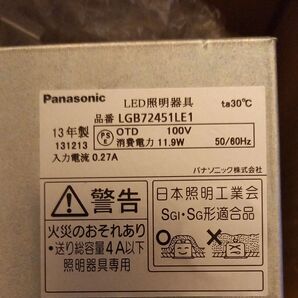 Panasonic LED照明器具 ta30℃
品番 LGB72451LE1
13年製 PSE OTD 100V
131213 消費電力 11.9W 50/60Hz
入力電流 0.27A パナソニック株式会社
警告
火災のおそれあり
・送り総容量4A以下
照明器具専用
日本照明工業会
SGI・SG形適合品